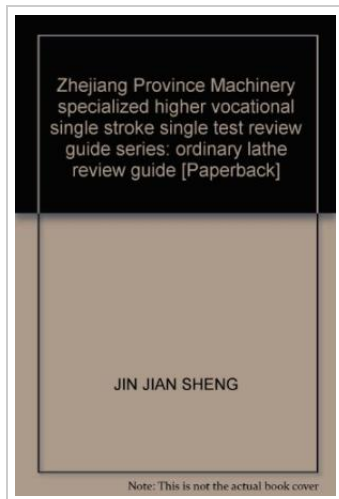 Zhejiang Province Machinery
specialized higher vocational
single stroke single test review
guide series: ordinary lathe
review guide [Paperback]
JIN JIAN SHENG
Note: This is not the actual book cover